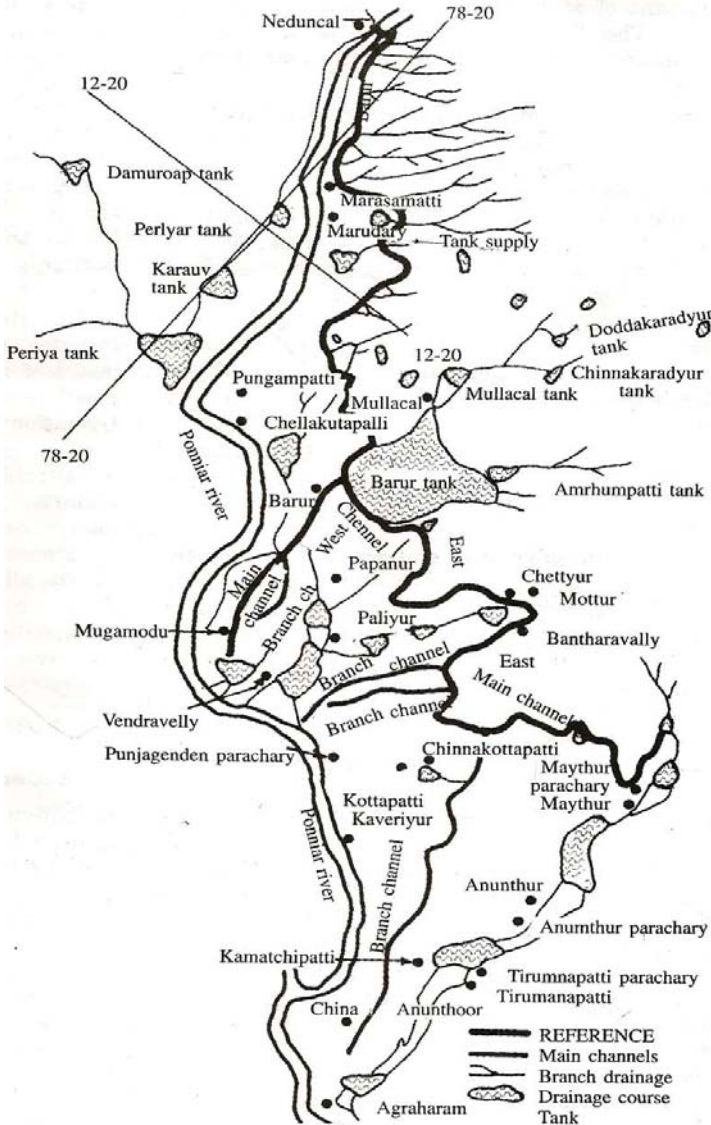 Neduncal
78-20
12-20
Damuroap tank
Marasamatti
Perlyar tank
Marudary
Tank supply
Karauv
tank
Doddakaradyur
tank
Periya tank
12-20
Pungampatti
Chinnakaradyur
tank
Mullacal
Mullacal tank
Chellakutapalli
78-20
Ponniar river
Barur tank
Barur
Amrhumpatti tank
Chennel
West
East
Papanur
Main
channel
Chettyur
Mottur
Branch ch
Mugamodu
Paliyur
Bantharavally
Branch channel
East
Main channel
Vendravelly
Branch channel
Punjagenden parachary
Chinnakottapatti
Maythur
parachary
Maythur
Kottapatti
Kaveriyur
Ponniar river
Branch channel
Anunthur
Anumthur parachary
Kamatchipatti
Tirumnapatti parachary
Tirumanapatti
China
Anunthoor
REFERENCE
Main channels
Branch drainage
Drainage course
Tank
Agraharam